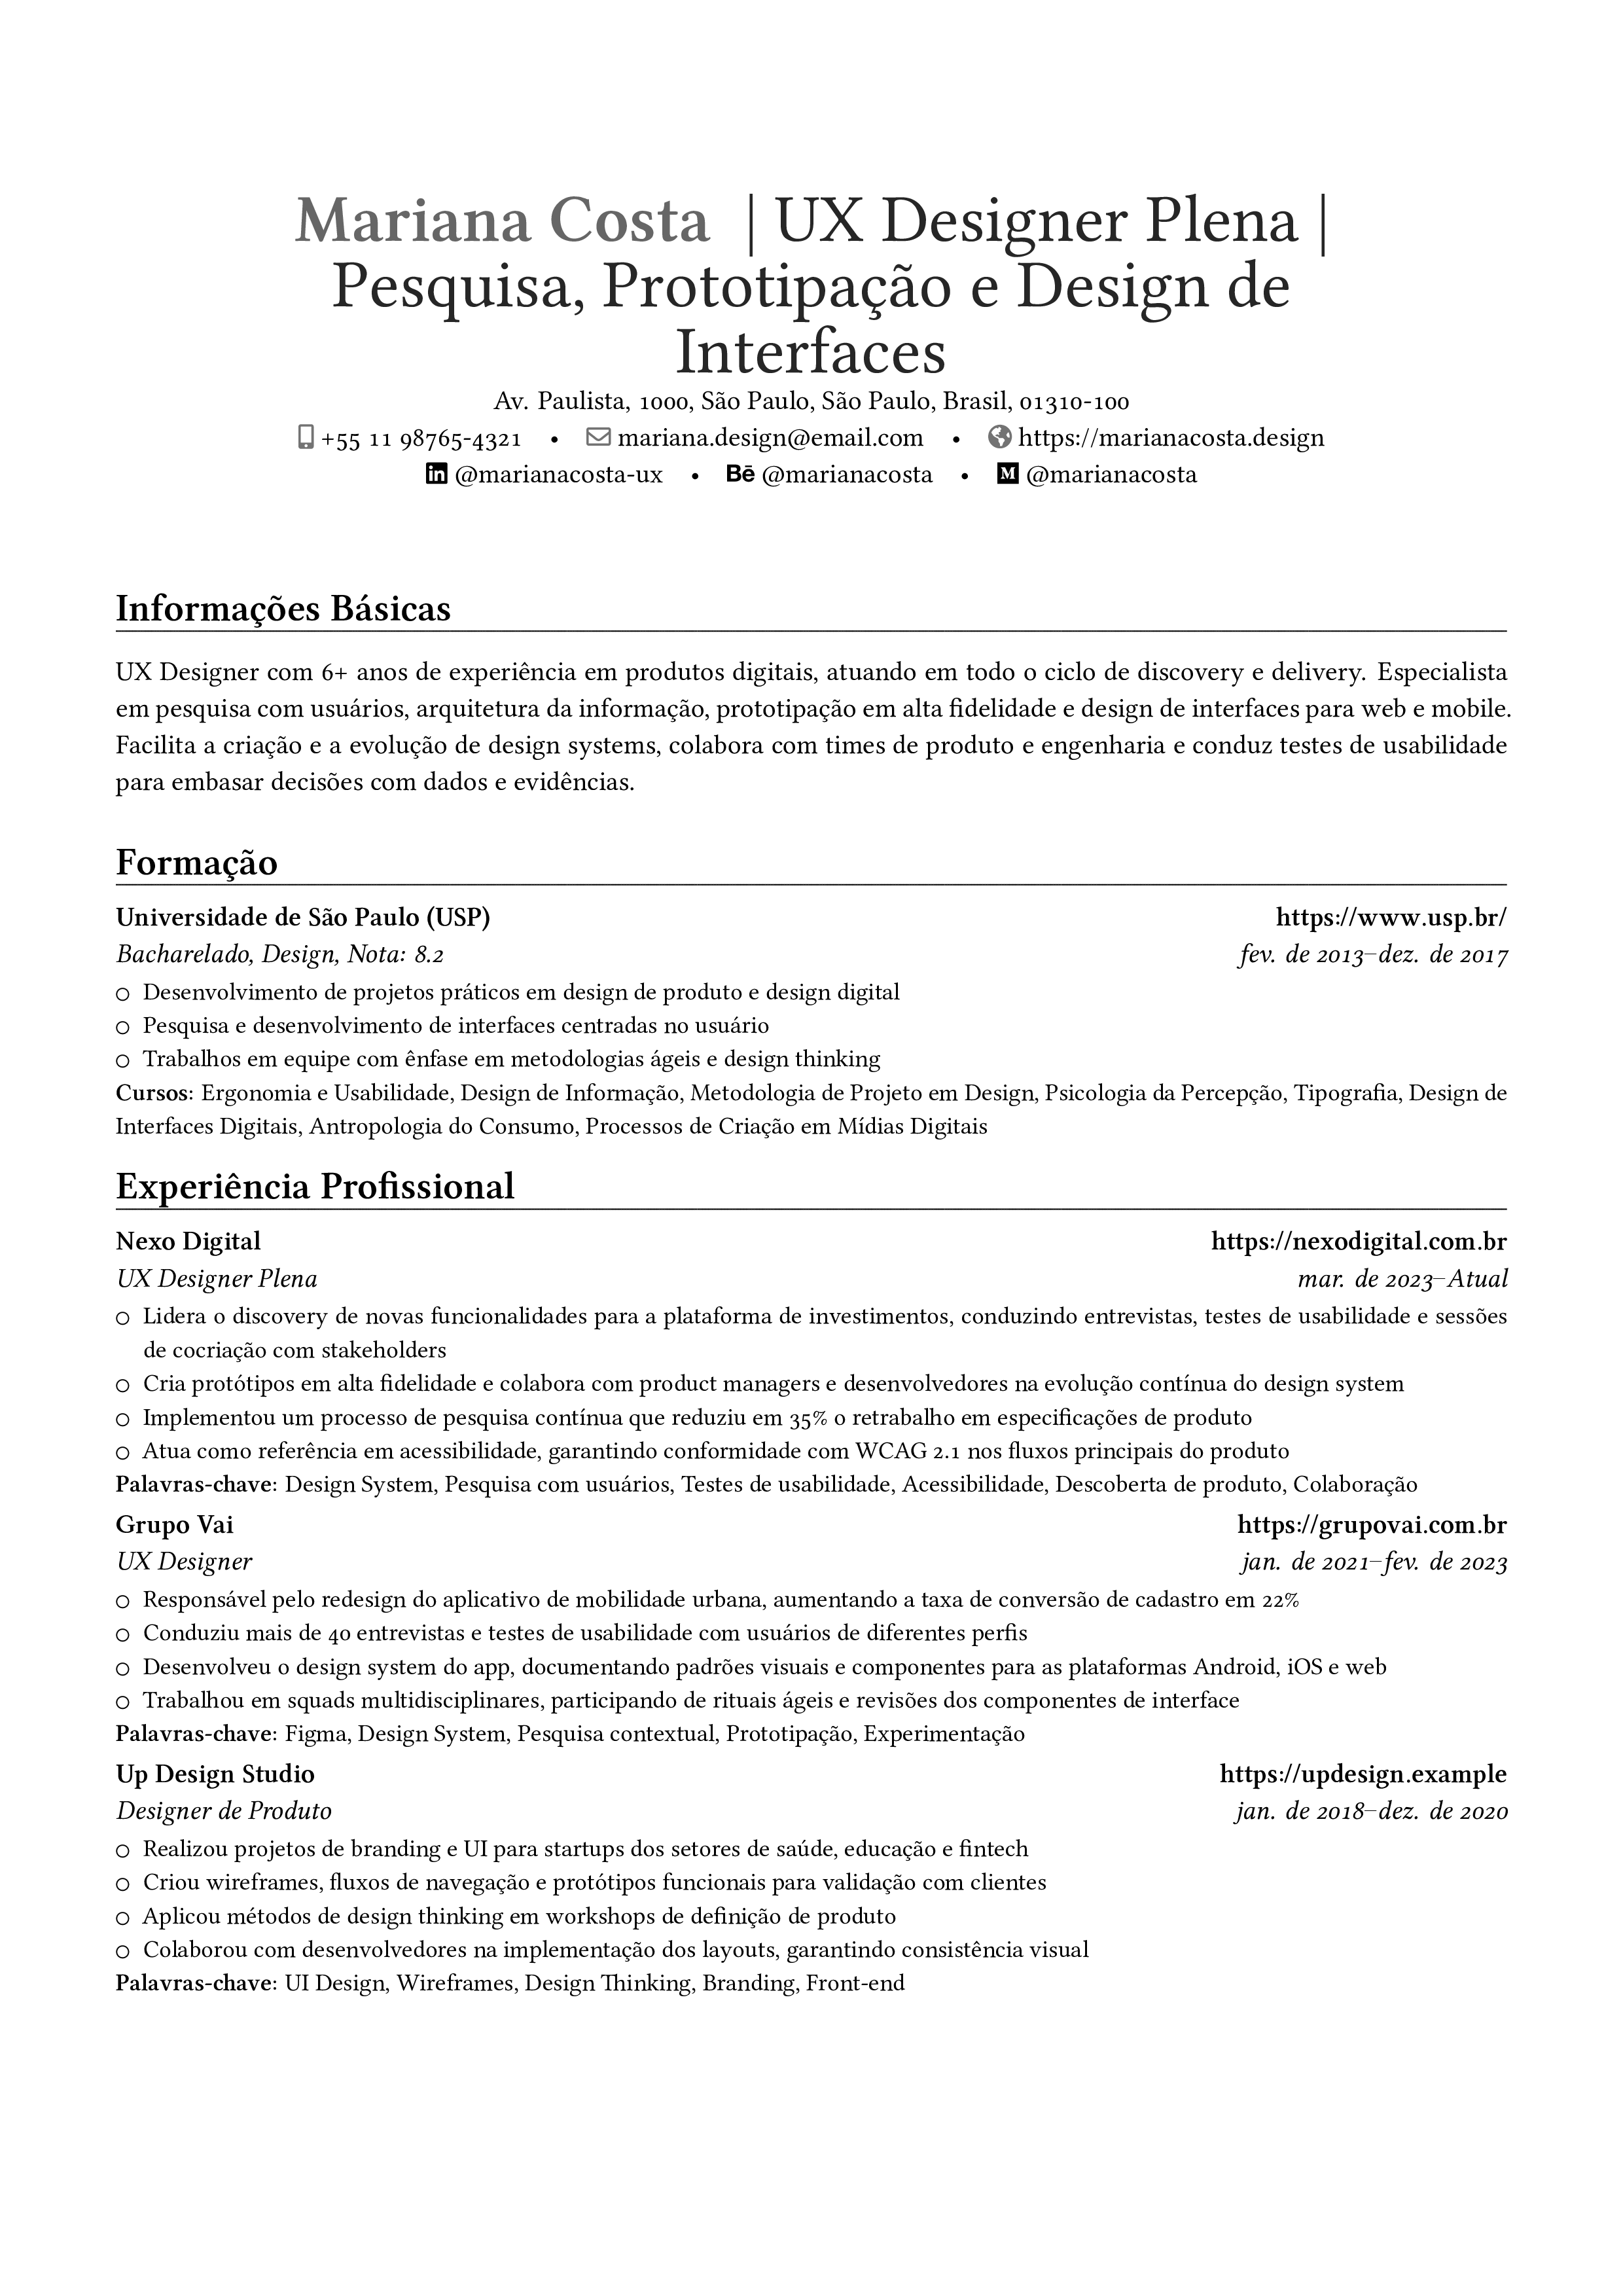 Mariana Costa | UX Designer Plena |
Pesquisa, Prototipação e Design de
Interfaces
Av. Paulista, 1000, São Paulo, São Paulo, Brasil, 01310-100
+55 11 98765-4321 • mariana.design@email.com • https://marianacosta.design
@marianacosta-ux • Bē @marianacosta • M @marianacosta
Informações Básicas
UX Designer com 6+ anos de experiência em produtos digitais, atuando em todo o ciclo de discovery e delivery. Especialista
em pesquisa com usuários, arquitetura da informação, prototipação em alta fidelidade e design de interfaces para web e mobile.
Facilita a criação e a evolução de design systems, colabora com times de produto e engenharia e conduz testes de usabilidade
para embasar decisões com dados e evidências.
Formação
Universidade de São Paulo (USP) https://www.usp.br/
Bacharelado, Design, Nota: 8.2 fev. de 2013–dez. de 2017
○ Desenvolvimento de projetos práticos em design de produto e design digital
○ Pesquisa e desenvolvimento de interfaces centradas no usuário
○ Trabalhos em equipe com ênfase em metodologias ágeis e design thinking
Cursos: Ergonomia e Usabilidade, Design de Informação, Metodologia de Projeto em Design, Psicologia da Percepção, Tipografia, Design de
Interfaces Digitais, Antropologia do Consumo, Processos de Criação em Mídias Digitais
Experiência Profissional
Nexo Digital https://nexodigital.com.br
UX Designer Plena mar. de 2023–Atual
○ Lidera o discovery de novas funcionalidades para a plataforma de investimentos, conduzindo entrevistas, testes de usabilidade e sessões
de cocriação com stakeholders
○ Cria protótipos em alta fidelidade e colabora com product managers e desenvolvedores na evolução contínua do design system
○ Implementou um processo de pesquisa contínua que reduziu em 35% o retrabalho em especificações de produto
○ Atua como referência em acessibilidade, garantindo conformidade com WCAG 2.1 nos fluxos principais do produto
Palavras-chave: Design System, Pesquisa com usuários, Testes de usabilidade, Acessibilidade, Descoberta de produto, Colaboração
Grupo Vai https://grupovai.com.br
UX Designer jan. de 2021–fev. de 2023
○ Responsável pelo redesign do aplicativo de mobilidade urbana, aumentando a taxa de conversão de cadastro em 22%
○ Conduziu mais de 40 entrevistas e testes de usabilidade com usuários de diferentes perfis
○ Desenvolveu o design system do app, documentando padrões visuais e componentes para as plataformas Android, iOS e web
○ Trabalhou em squads multidisciplinares, participando de rituais ágeis e revisões dos componentes de interface
Palavras-chave: Figma, Design System, Pesquisa contextual, Prototipação, Experimentação
Up Design Studio https://updesign.example
Designer de Produto jan. de 2018–dez. de 2020
○ Realizou projetos de branding e UI para startups dos setores de saúde, educação e fintech
○ Criou wireframes, fluxos de navegação e protótipos funcionais para validação com clientes
○ Aplicou métodos de design thinking em workshops de definição de produto
○ Colaborou com desenvolvedores na implementação dos layouts, garantindo consistência visual
Palavras-chave: UI Design, Wireframes, Design Thinking, Branding, Front-end